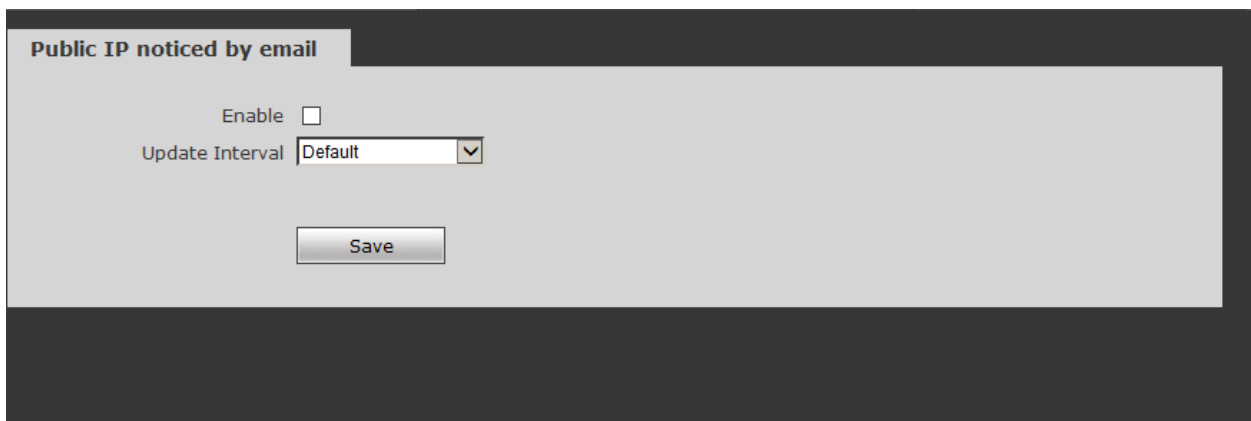 Public IP noticed by email
Enable
Update Interval Default
Save